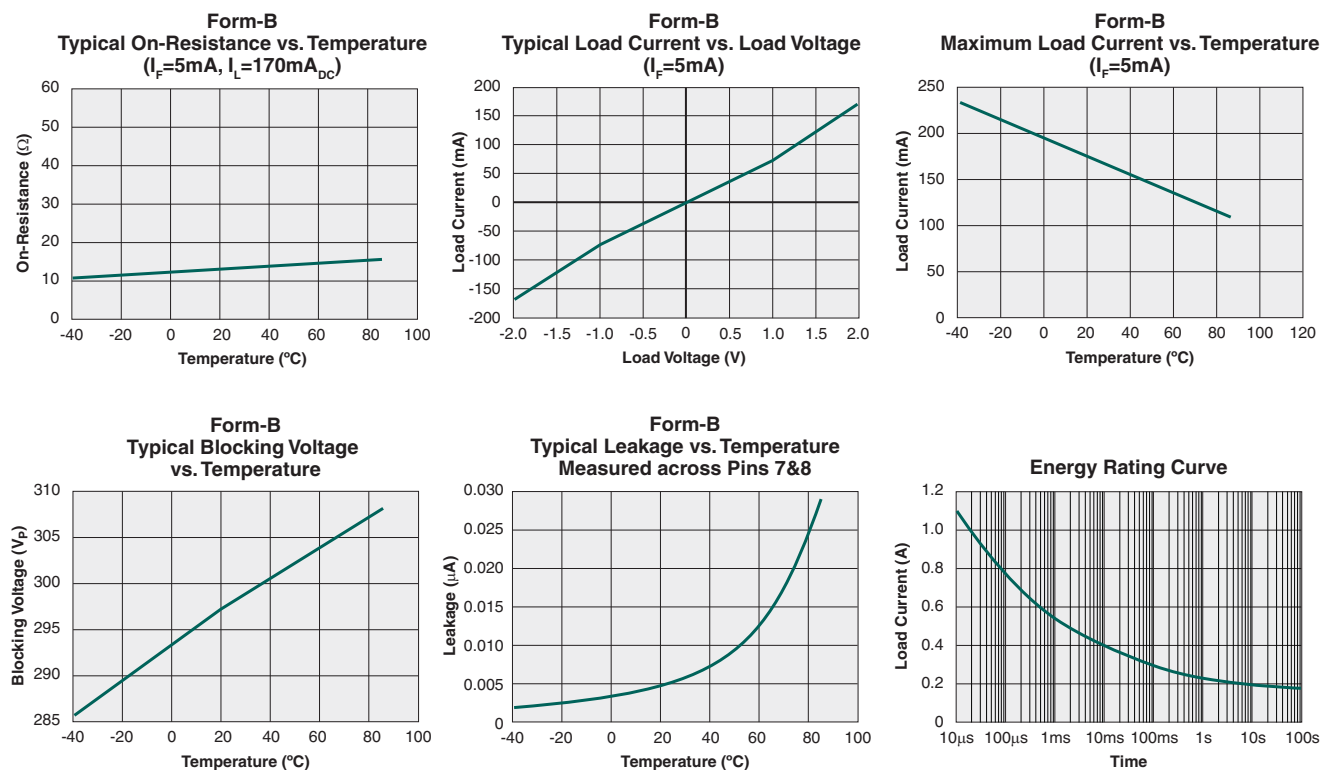 Form-B
Typical On-Resistance vs. Temperature
(IF=5mA, IL=170mADC)
On-Resistance (Ω)
60
50
40
30
20
10
0
-40 -20 0 20 40 60 80 100
Temperature (ºC)
Form-B
Typical Load Current vs. Load Voltage
(IF=5mA)
Load Current (mA)
200
150
100
50
0
-50
-100
-150
-200
-2.0 -1.5 -1.0 -0.5 0 0.5 1.0 1.5 2.0
Load Voltage (V)
Form-B
Maximum Load Current vs. Temperature
(IF=5mA)
Load Current (mA)
250
200
150
100
50
0
-40 -20 0 20 40 60 80 100 120
Temperature (ºC)
Form-B
Typical Blocking Voltage
vs. Temperature
Blocking Voltage (VP)
310
305
300
295
290
285
-40 -20 0 20 40 60 80 100
Temperature (ºC)
Form-B
Typical Leakage vs. Temperature
Measured across Pins 7&8
Leakage (μA)
0.030
0.025
0.020
0.015
0.010
0.005
0
-40 -20 0 20 40 60 80 100
Temperature (ºC)
Energy Rating Curve
Load Current (A)
1.2
1.0
0.8
0.6
0.4
0.2
0
10μs 100μs 1ms 10ms 100ms 1s 10s 100s
Time